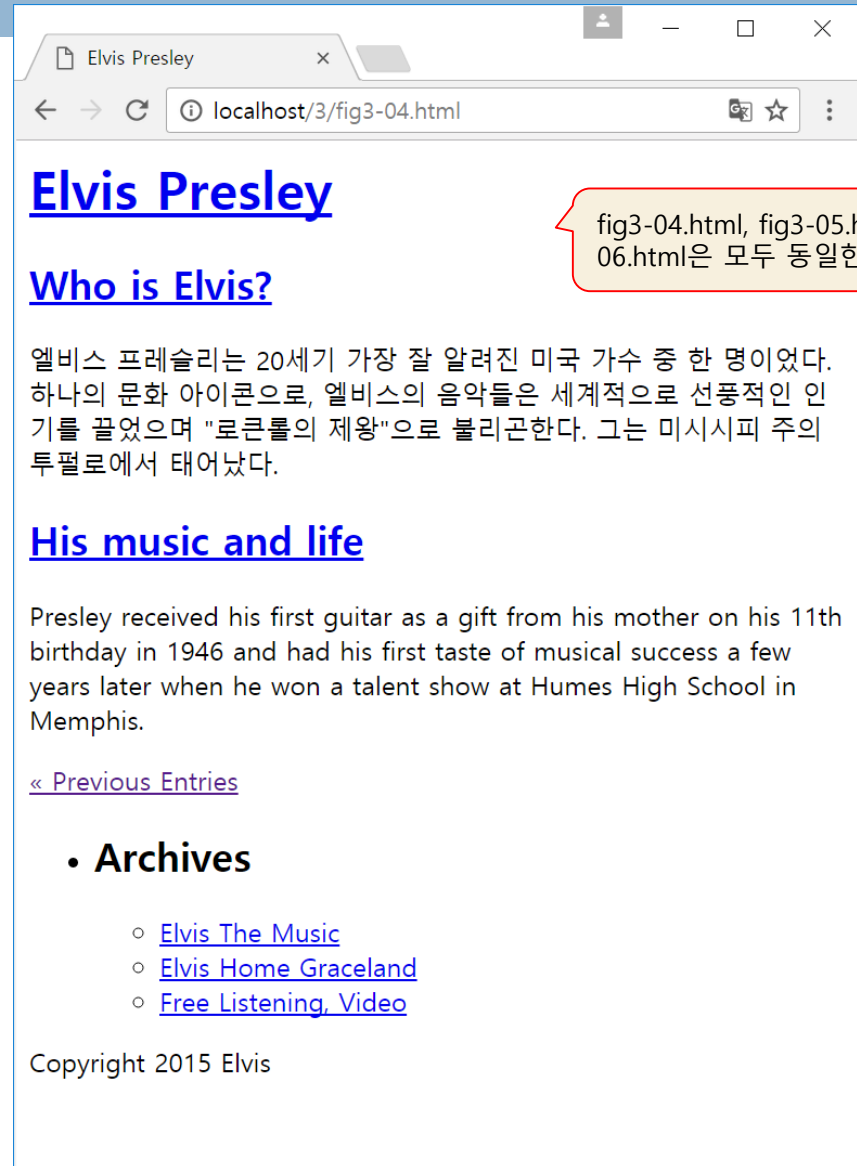 Elvis Presley
localhost/3/fig3-04.html
Elvis Presley
fig3-04.html, fig3-05.h
06.html은 모두 동일한
Who is Elvis?
엘비스 프레슬리는 20세기 가장 잘 알려진 미국 가수 중 한 명이었다.
하나의 문화 아이콘으로, 엘비스의 음악들은 세계적으로 선풍적인 인
기를 끌었으며 "로큰롤의 제왕"으로 불리곤한다. 그는 미시시피 주의
투펄로에서 태어났다.
His music and life
Presley received his first guitar as a gift from his mother on his 11th
birthday in 1946 and had his first taste of musical success a few
years later when he won a talent show at Humes High School in
Memphis.
« Previous Entries
• Archives
○ Elvis The Music
○ Elvis Home Graceland
○ Free Listening, Video
Copyright 2015 Elvis